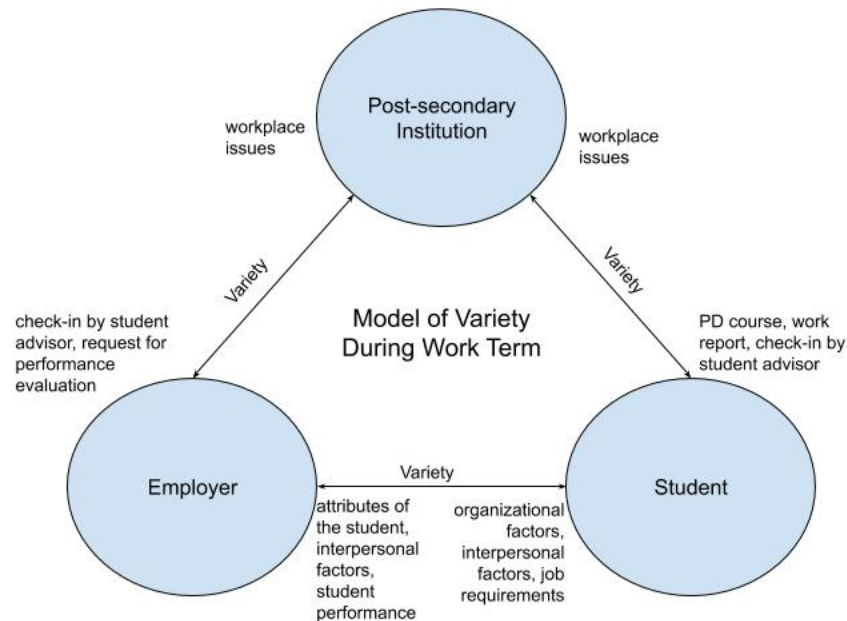 Post-secondary
Institution
workplace
issues
workplace
issues
Variety
Variety
check-in by student
advisor, request for
performance
evaluation
Model of Variety
During Work Term
PD course, work
report, check-in by
student advisor
Employer
Variety
Student
attributes of
the student,
interpersonal
factors,
student
performance
organizational
factors,
interpersonal
factors, job
requirements